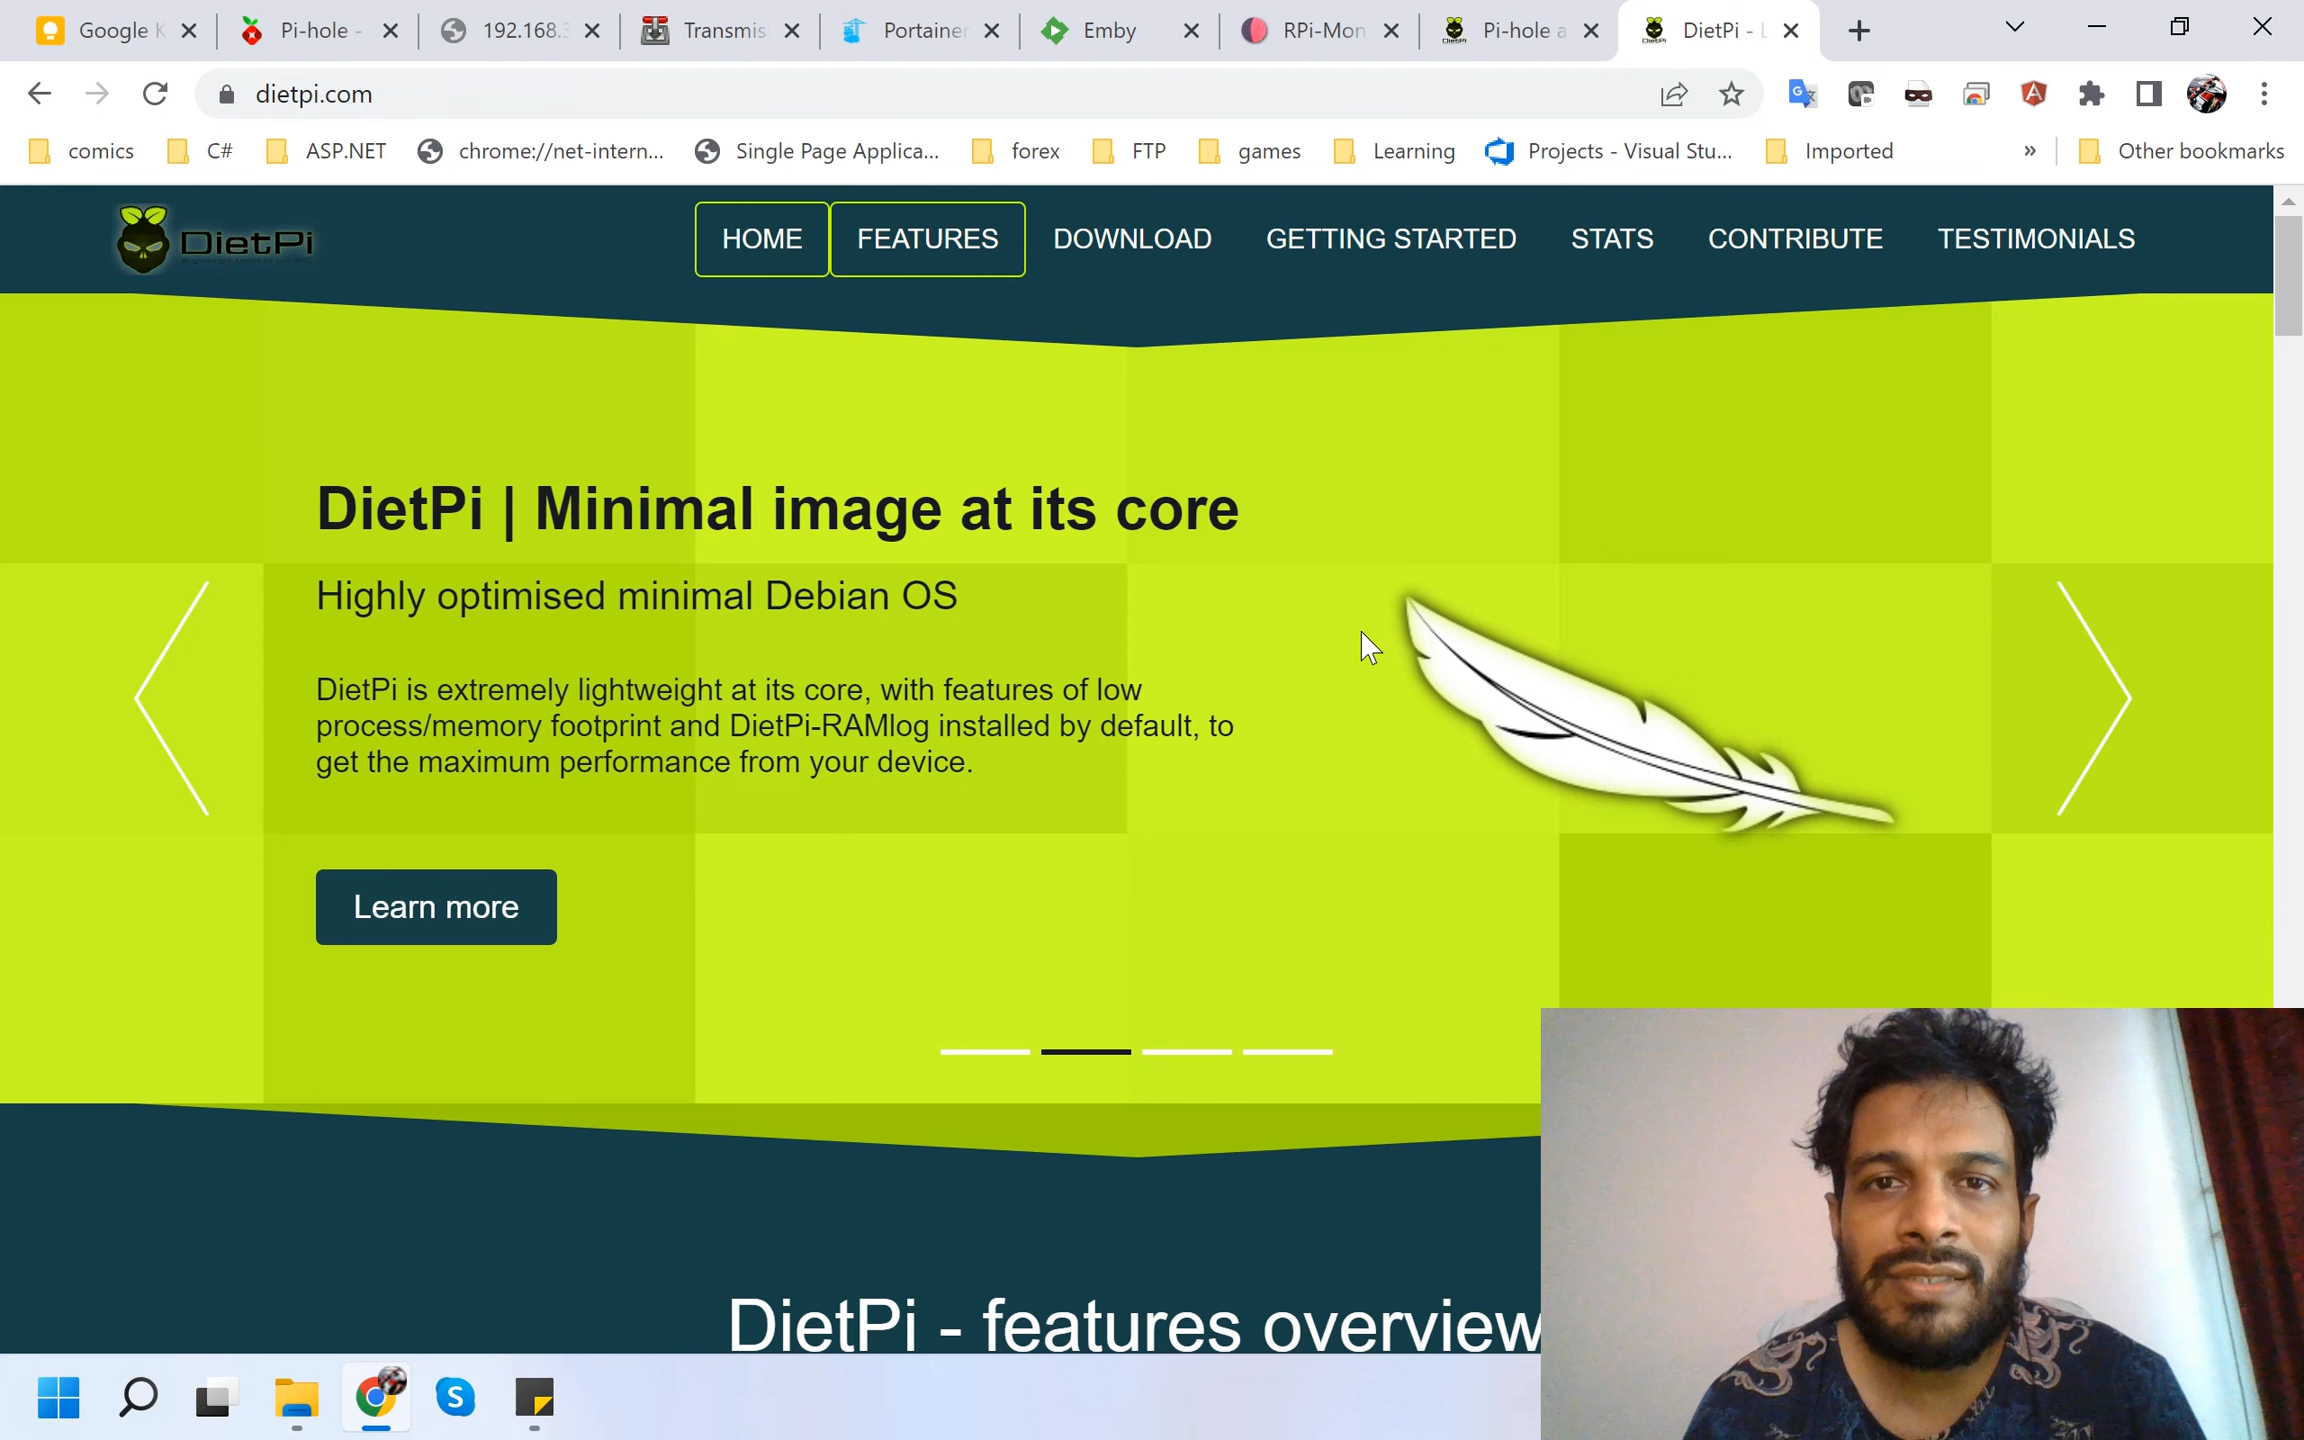 Google K
Pi-hole -
192.168.3
Transmis
Portainer
Emby
RPi-Mon
Pi-hole a
DietPi - L
dietpi.com
comics
C#
ASP.NET
chrome://net-intern...
Single Page Applica...
forex
FTP
games
Learning
Projects - Visual Stu...
Imported
»
Other bookmarks
DietPi
HOME
FEATURES
DOWNLOAD
GETTING STARTED
STATS
CONTRIBUTE
TESTIMONIALS
DietPi | Minimal image at its core
Highly optimised minimal Debian OS
DietPi is extremely lightweight at its core, with features of low
process/memory footprint and DietPi-RAMlog installed by default, to
get the maximum performance from your device.
Learn more
DietPi - features overview